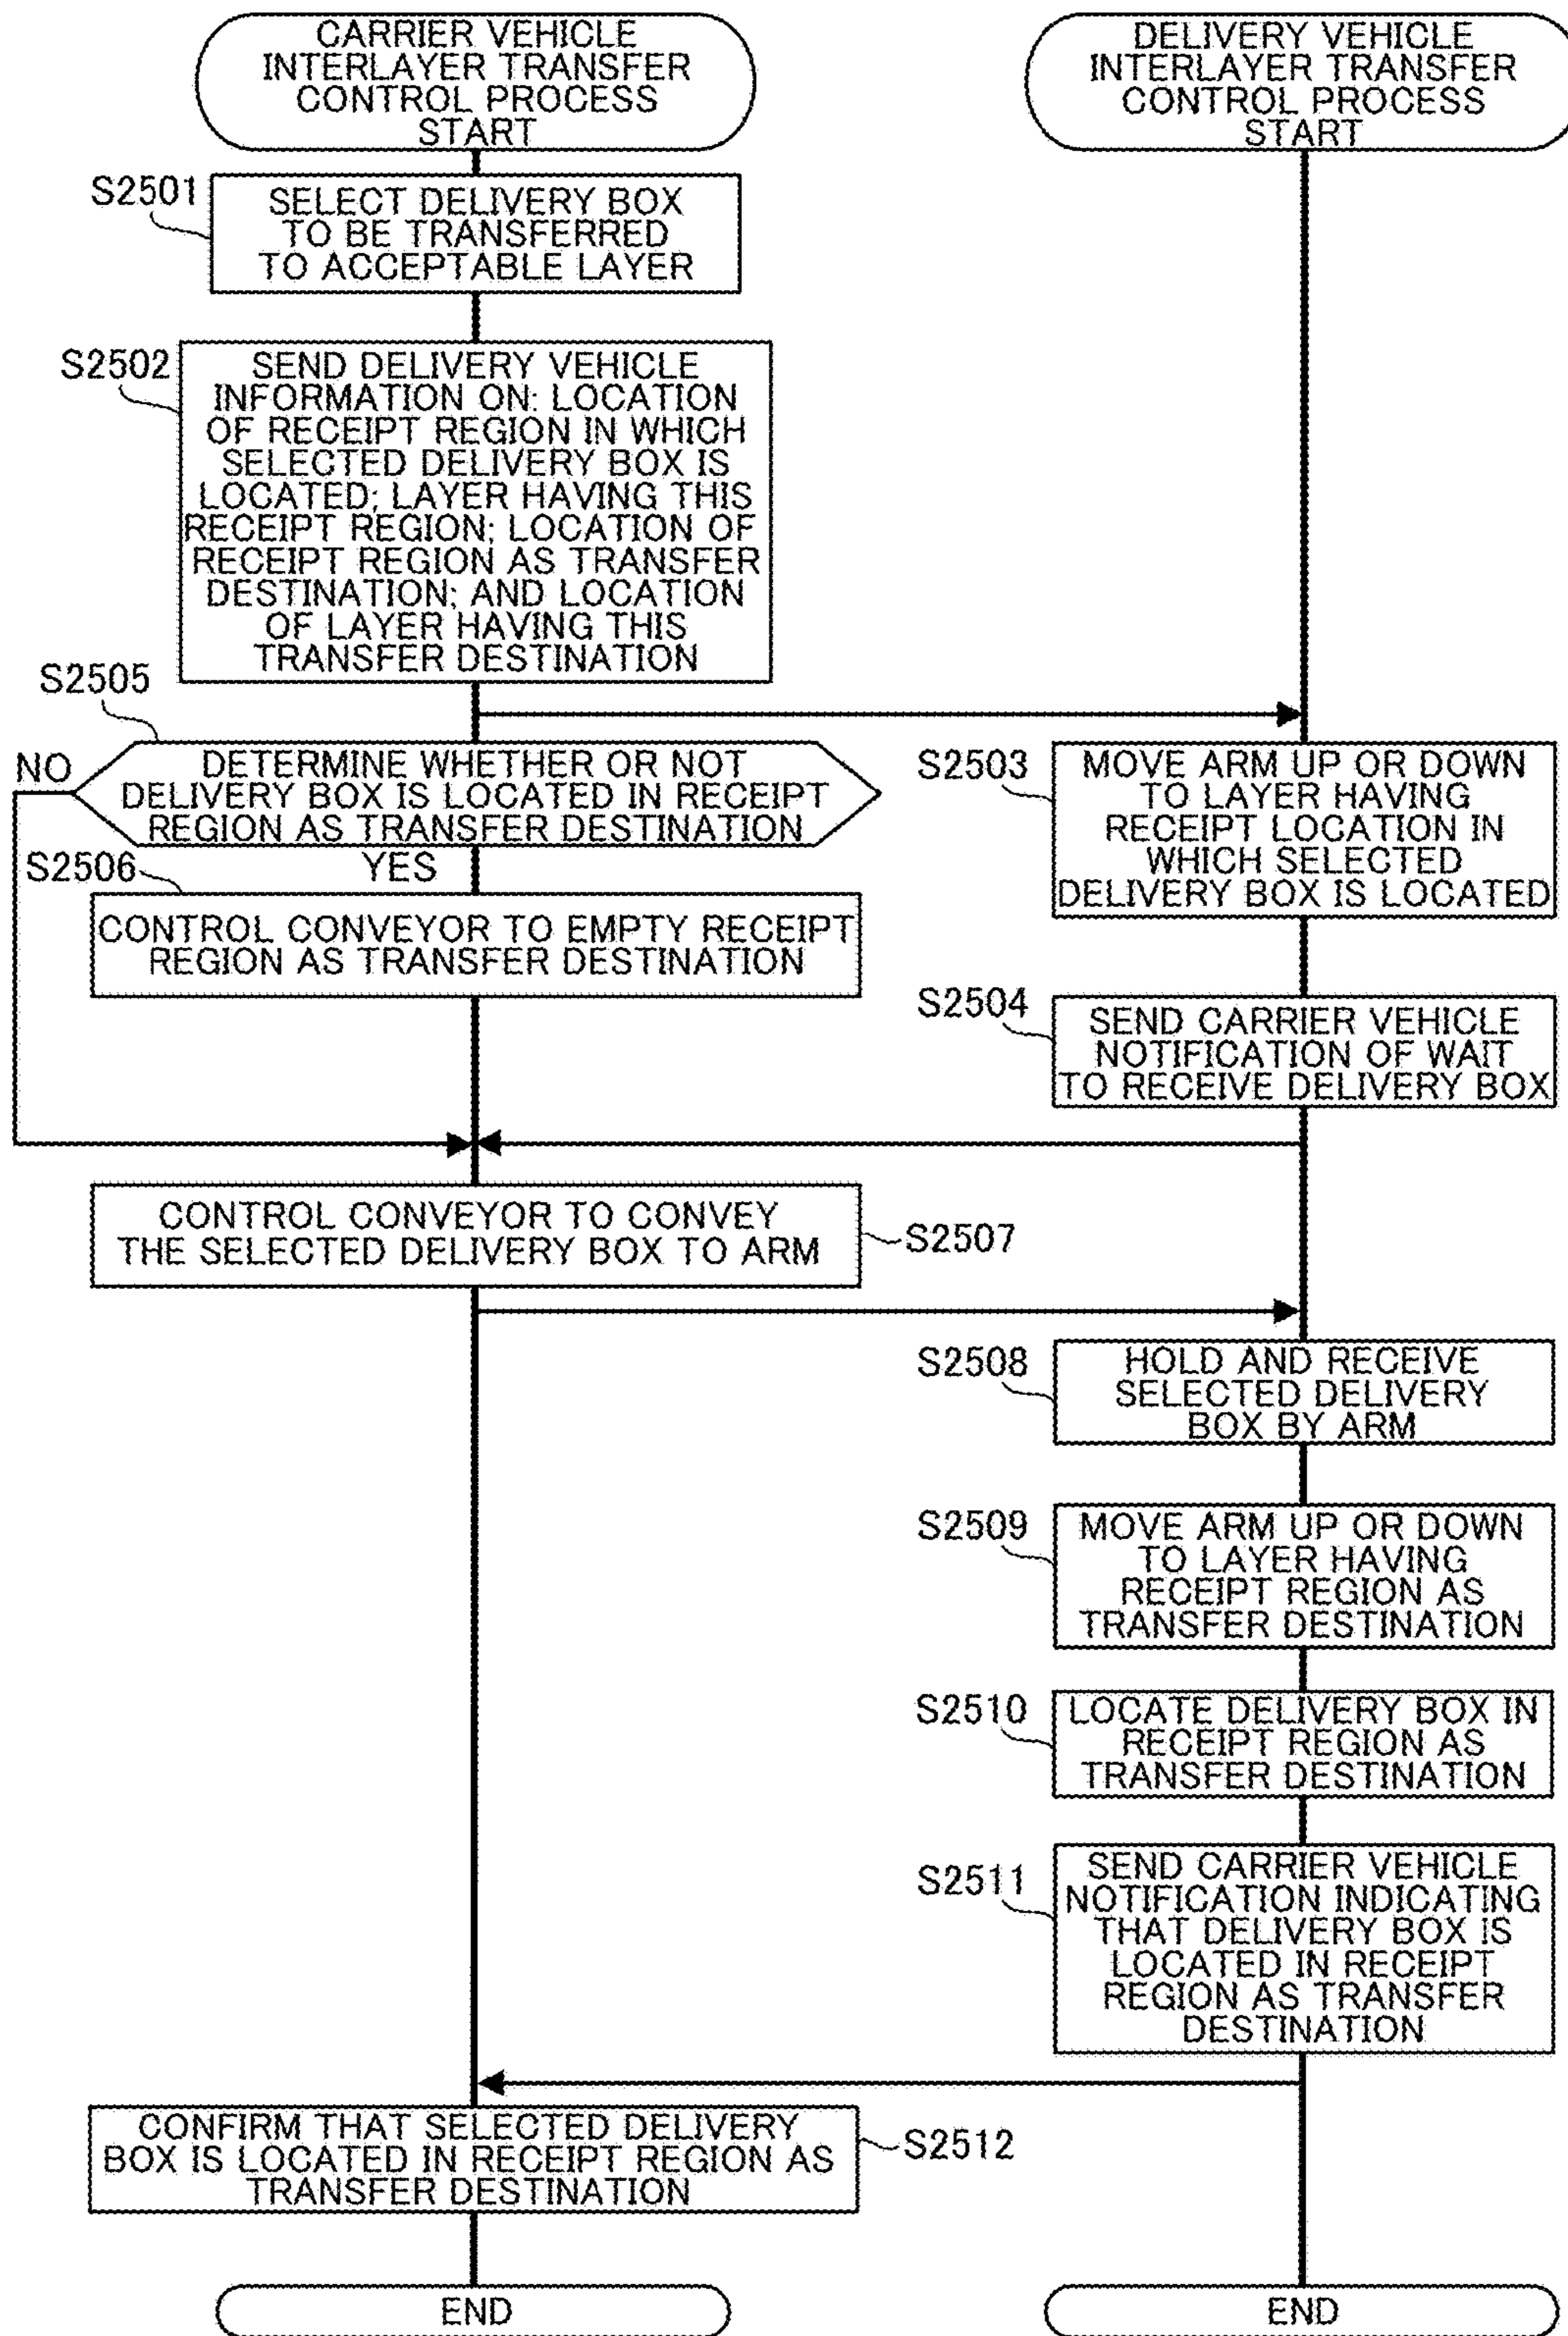 CARRIER VEHICLE
INTERLAYER TRANSFER
CONTROL PROCESS
START
DELIVERY VEHICLE
INTERLAYER TRANSFER
CONTROL PROCESS
START
S2501
SELECT DELIVERY BOX
TO BE TRANSFERRED
TO ACCEPTABLE LAYER
S2502
SEND DELIVERY VEHICLE
INFORMATION ON: LOCATION
OF RECEIPT REGION IN WHICH
SELECTED DELIVERY BOX IS
LOCATED; LAYER HAVING THIS
RECEIPT REGION; LOCATION OF
RECEIPT REGION AS TRANSFER
DESTINATION; AND LOCATION
OF LAYER HAVING THIS
TRANSFER DESTINATION
S2505
NO
DETERMINE WHETHER OR NOT
DELIVERY BOX IS LOCATED IN RECEIPT
REGION AS TRANSFER DESTINATION
YES
S2503
MOVE ARM UP OR DOWN
TO LAYER HAVING
RECEIPT LOCATION IN
WHICH SELECTED
DELIVERY BOX IS LOCATED
S2506
CONTROL CONVEYOR TO EMPTY RECEIPT
REGION AS TRANSFER DESTINATION
S2504
SEND CARRIER VEHICLE
NOTIFICATION OF WAIT
TO RECEIVE DELIVERY BOX
CONTROL CONVEYOR TO CONVEY
THE SELECTED DELIVERY BOX TO ARM
S2507
S2508
HOLD AND RECEIVE
SELECTED DELIVERY
BOX BY ARM
S2509
MOVE ARM UP OR DOWN
TO LAYER HAVING
RECEIPT REGION AS
TRANSFER DESTINATION
S2510
LOCATE DELIVERY BOX IN
RECEIPT REGION AS
TRANSFER DESTINATION
S2511
SEND CARRIER VEHICLE
NOTIFICATION INDICATING
THAT DELIVERY BOX IS
LOCATED IN RECEIPT
REGION AS TRANSFER
DESTINATION
CONFIRM THAT SELECTED DELIVERY
BOX IS LOCATED IN RECEIPT REGION AS
TRANSFER DESTINATION
S2512
END
END